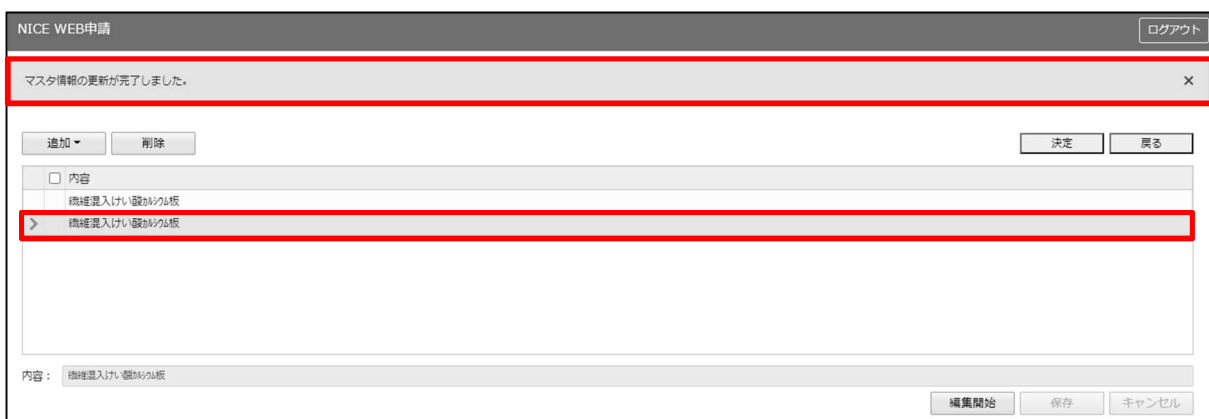 NICE WEB申請 ログアウト
マスタ情報の更新が完了しました。 ×
追加 削除 決定 戻る
内容
繊維混入けい酸ｶﾙｼｳﾑ板
繊維混入けい酸ｶﾙｼｳﾑ板
内容： 繊維混入けい酸ｶﾙｼｳﾑ板
編集開始 保存 キャンセル